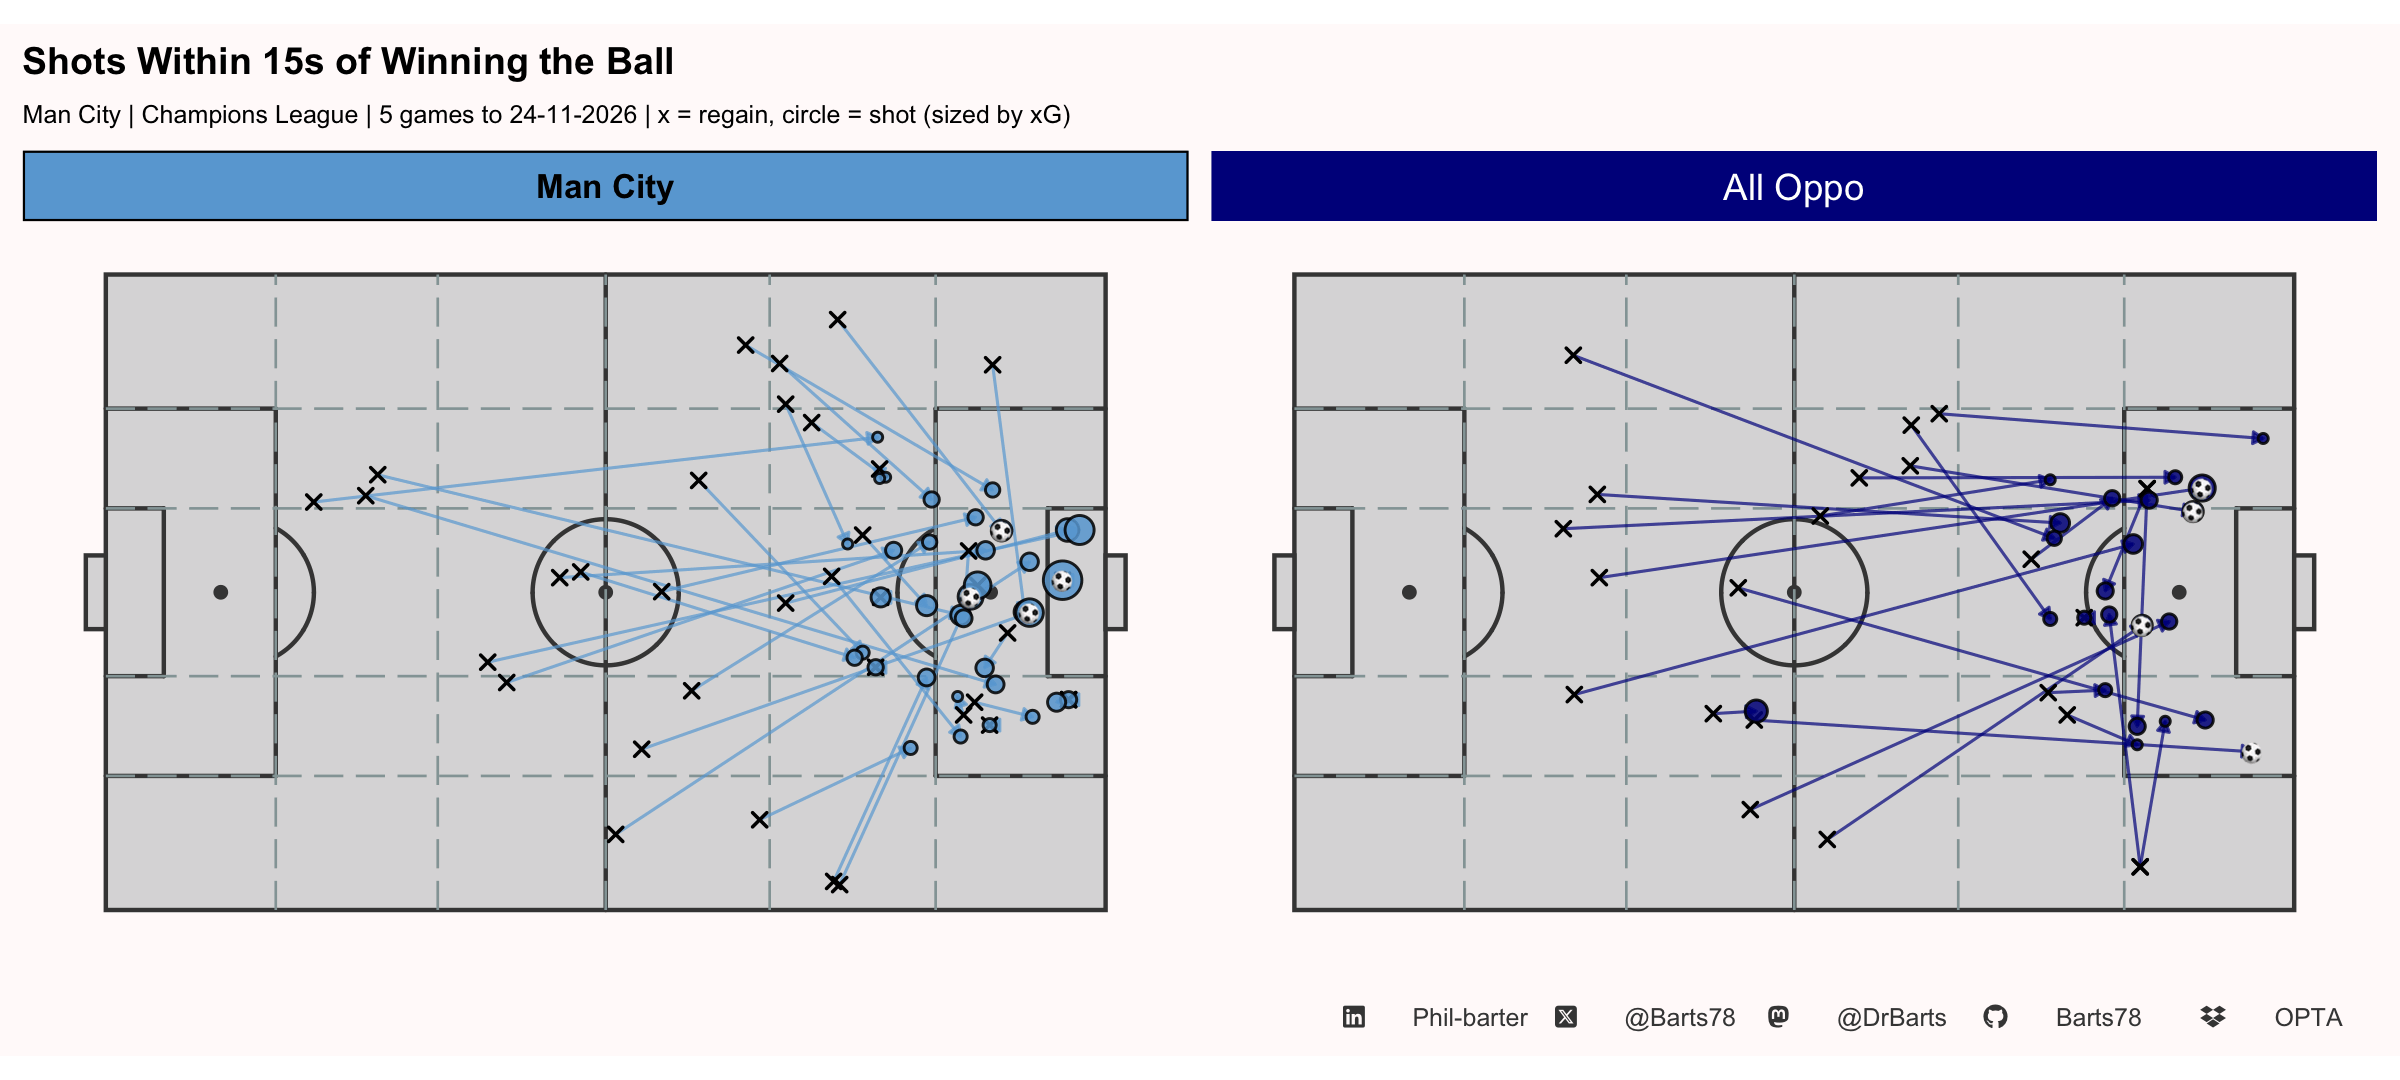 Shots Within 15s of Winning the Ball
Man City | Champions League | 5 games to 24-11-2026 | x = regain, circle = shot (sized by xG)
Man City
All Oppo
Phil-barter @Barts78 @DrBarts Barts78 OPTA